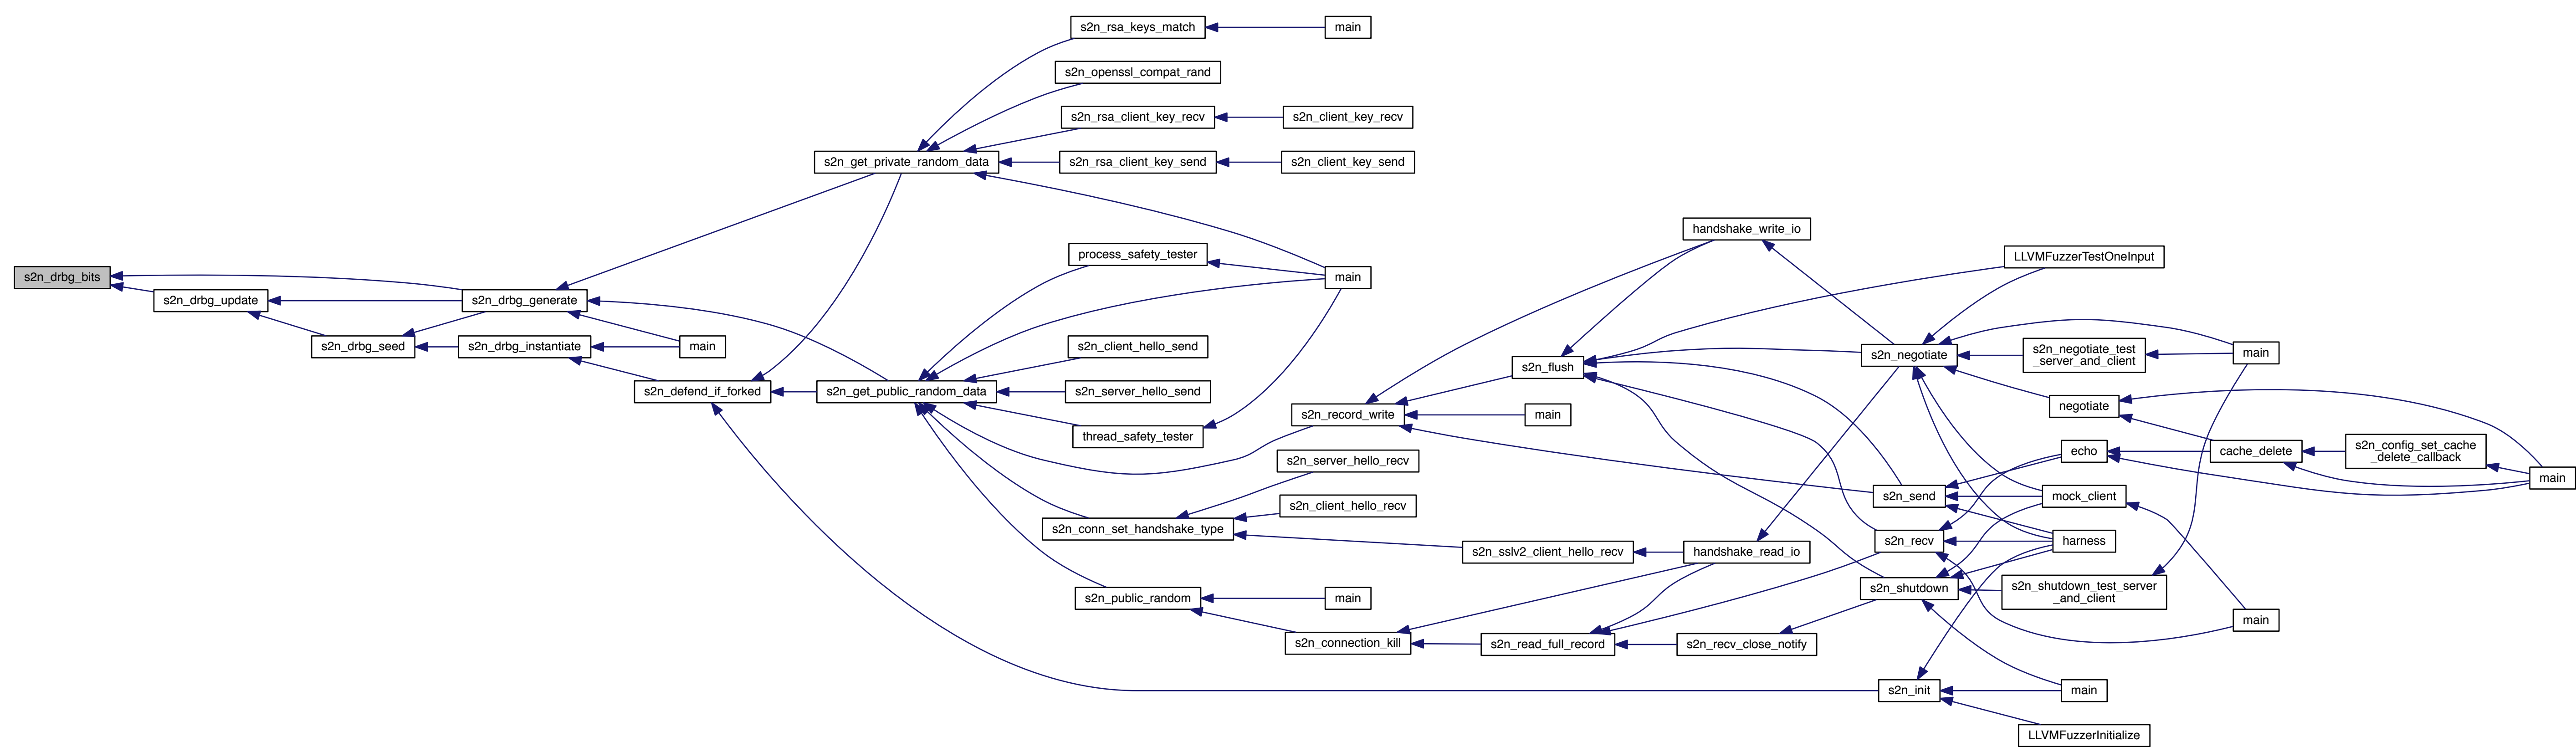 s2n_rsa_keys_match
main
s2n_openssl_compat_rand
s2n_rsa_client_key_recv
s2n_client_key_recv
s2n_get_private_random_data
s2n_rsa_client_key_send
s2n_client_key_send
handshake_write_io
process_safety_tester
LLVMFuzzerTestOneInput
s2n_drbg_bits
main
s2n_drbg_update
s2n_drbg_generate
s2n_drbg_seed
s2n_drbg_instantiate
main
s2n_client_hello_send
s2n_negotiate
s2n_negotiate_test
_server_and_client
main
s2n_flush
s2n_defend_if_forked
s2n_get_public_random_data
s2n_server_hello_send
negotiate
s2n_record_write
main
thread_safety_tester
echo
cache_delete
s2n_config_set_cache
_delete_callback
s2n_server_hello_recv
main
s2n_send
mock_client
s2n_client_hello_recv
s2n_conn_set_handshake_type
s2n_recv
harness
s2n_sslv2_client_hello_recv
handshake_read_io
s2n_shutdown
s2n_shutdown_test_server
_and_client
s2n_public_random
main
main
s2n_connection_kill
s2n_read_full_record
s2n_recv_close_notify
s2n_init
main
LLVMFuzzerInitialize